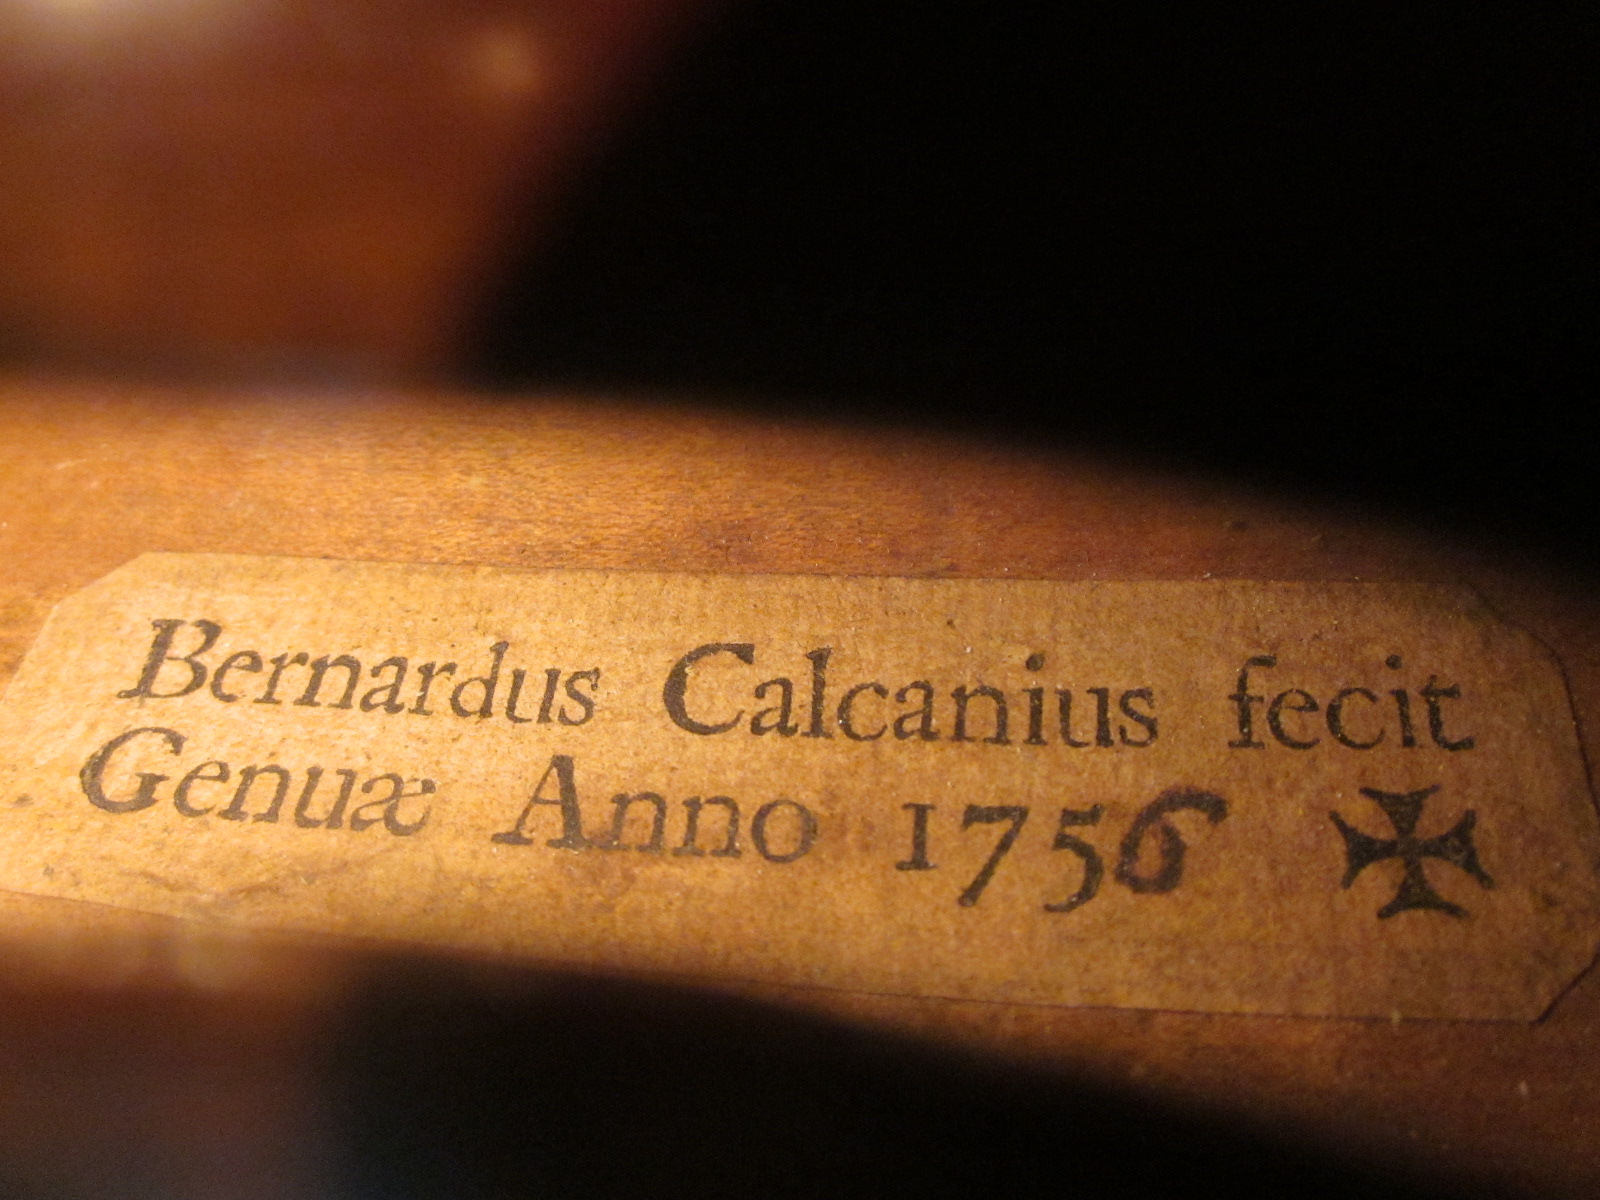 Bernardus Calcanius fecit
Genuæ Anno 1756 ✠